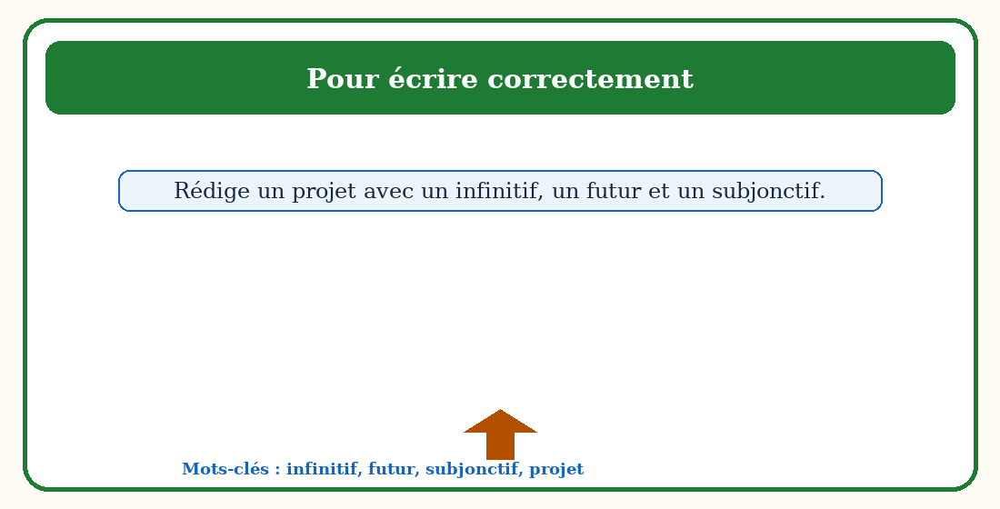 Pour écrire correctement
Rédige un projet avec un infinitif, un futur et un subjonctif.
Mots-clés : infinitif, futur, subjonctif, projet